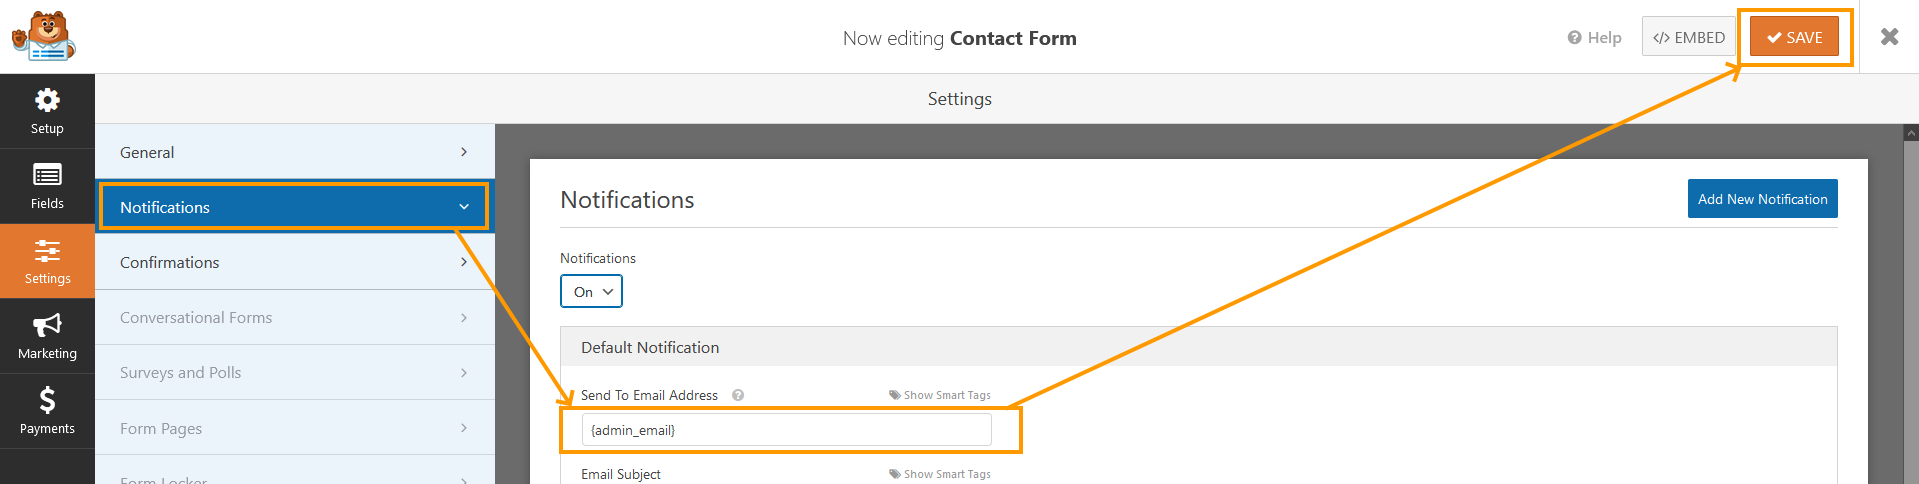 Now editing Contact Form
Help
</> EMBED
SAVE
Settings
Setup
Fields
Settings
Marketing
Payments
General
Notifications
Confirmations
Conversational Forms
Surveys and Polls
Form Pages
Form Locker
Notifications
Add New Notification
Notifications
On
Default Notification
Send To Email Address
Show Smart Tags
{admin_email}
Email Subject
Show Smart Tags